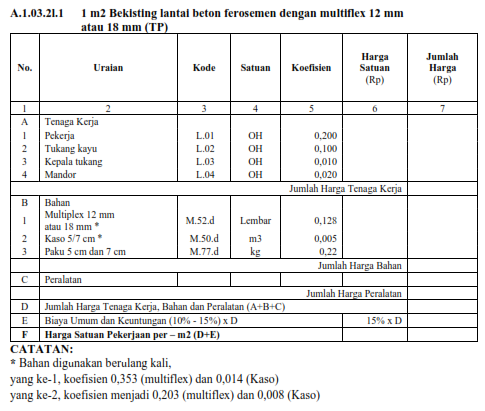 A.1.03.2l.1 1 m2 Bekisting lantai beton ferosemen dengan multiflex 12 mm
atau 18 mm (TP)
No. Uraian Kode Satuan Koefisien Harga Satuan (Rp) Jumlah Harga (Rp)
1 2 3 4 5 6 7
A Tenaga Kerja
1 Pekerja L.01 OH 0,200
2 Tukang kayu L.02 OH 0,100
3 Kepala tukang L.03 OH 0,010
4 Mandor L.04 OH 0,020
Jumlah Harga Tenaga Kerja
B Bahan
1 Multiplex 12 mm atau 18 mm * M.52.d Lembar 0,128
2 Kaso 5/7 cm * M.50.d m3 0,005
3 Paku 5 cm dan 7 cm M.77.d kg 0,22
Jumlah Harga Bahan
C Peralatan
Jumlah Harga Peralatan
D Jumlah Harga Tenaga Kerja, Bahan dan Peralatan (A+B+C)
E Biaya Umum dan Keuntungan (10% - 15%) x D 15% x D
F Harga Satuan Pekerjaan per – m2 (D+E)
CATATAN:
* Bahan digunakan berulang kali,
yang ke-1, koefisien 0,353 (multiflex) dan 0,014 (Kaso)
yang ke-2, koefisien menjadi 0,203 (multiflex) dan 0,008 (Kaso)